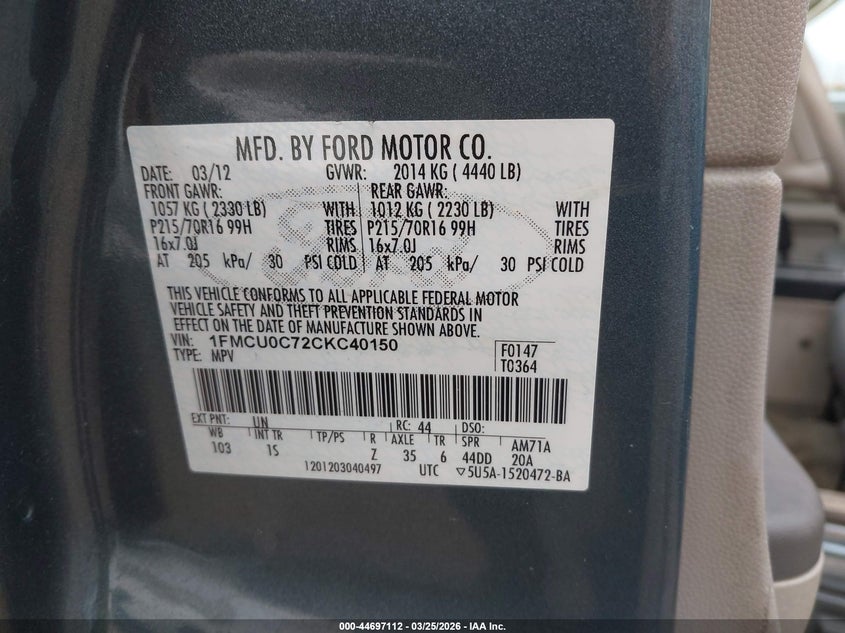 MFD. BY FORD MOTOR CO.
DATE: 03/12 GVWR: 2014 KG ( 4440 LB)
FRONT GAWR: REAR GAWR:
1057 KG ( 2330 LB) WITH 1012 KG ( 2230 LB) WITH
P215/70R16 99H TIRES P215/70R16 99H TIRES
16x7.0J RIMS 16x7.0J RIMS
AT 205 kPa/ 30 PSI COLD AT 205 kPa/ 30 PSI COLD
THIS VEHICLE CONFORMS TO ALL APPLICABLE FEDERAL MOTOR
VEHICLE SAFETY AND THEFT PREVENTION STANDARDS IN
EFFECT ON THE DATE OF MANUFACTURE SHOWN ABOVE.
VIN: 1FMCU0C72CKC40150 F0147
TYPE: MPV T0364
EXT PNT: UN RC: 44 DSO:
WB INT TR TP/PS R AXLE TR SPR AM71A
103 1S Z 35 6 44DD 20A
1201203040497 UTC ▽5U5A-1520472-BA
000-44697112 — 03/25/2026 — IAA Inc.